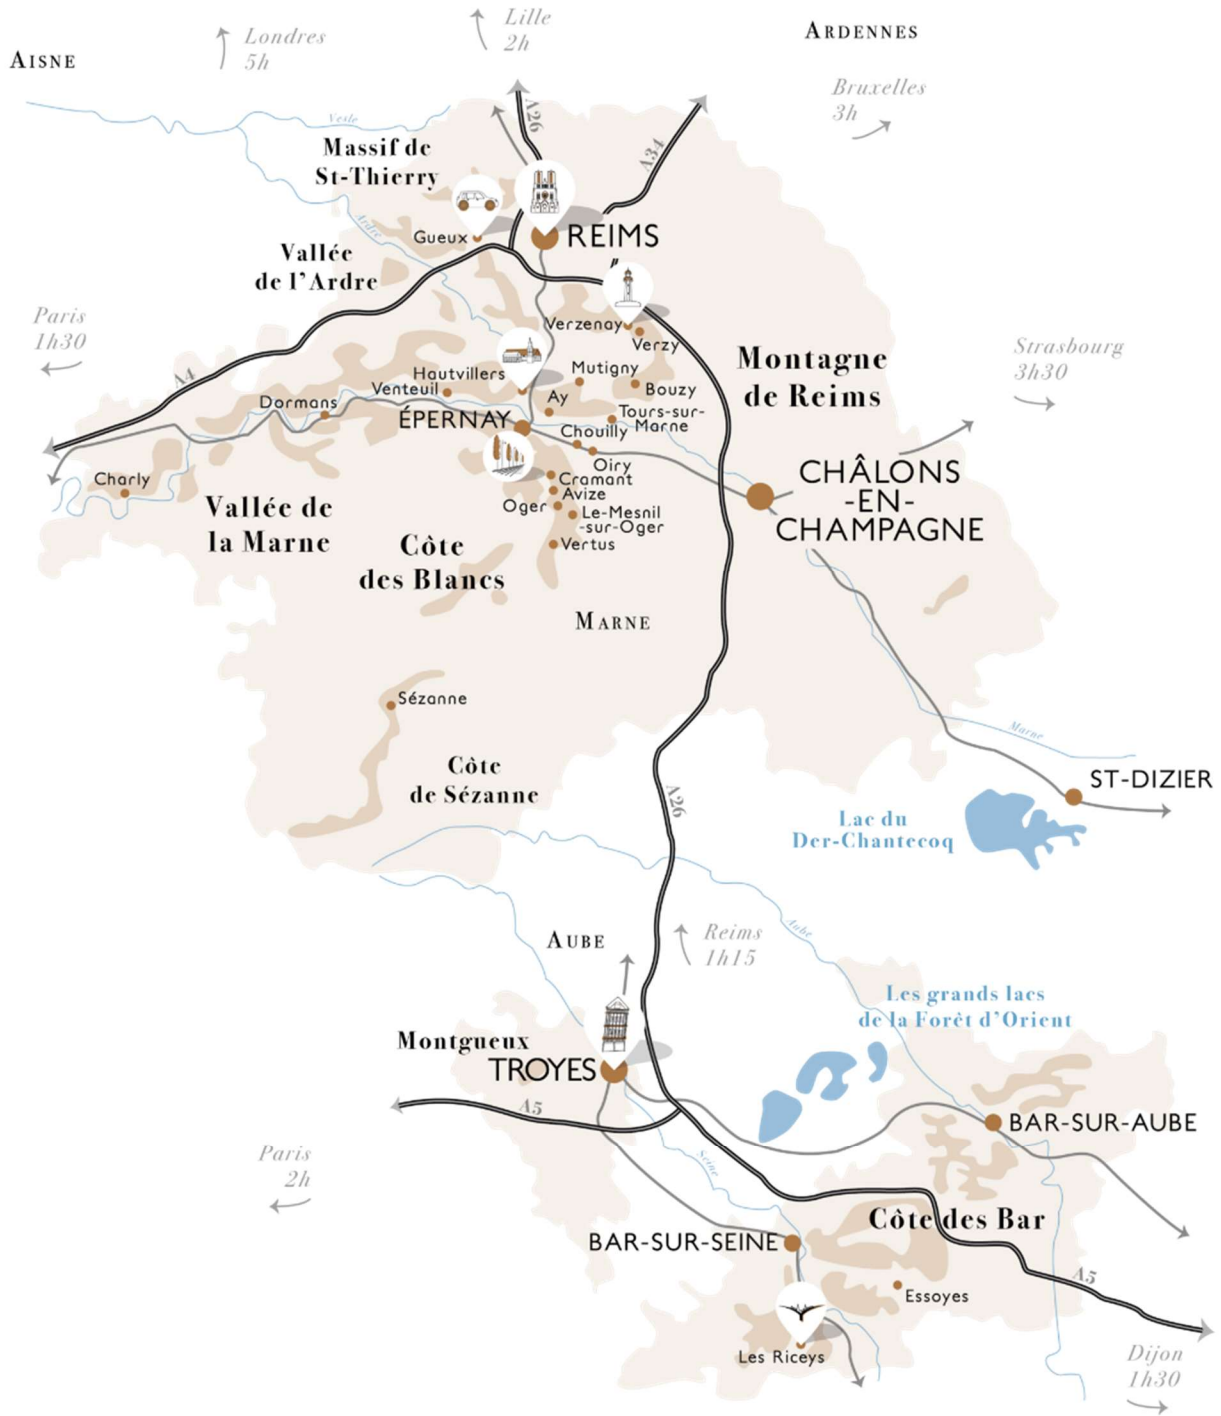 Lille
2h
Ardennes
Londres
5h
Aisne
Bruxelles
3h
Vesle
A26
Massif de
St-Thierry
A34
Ardre
Gueux
REIMS
Vallée
de l’Ardre
Paris
1h30
Verzenay
Verzy
Strasbourg
3h30
Montagne
de Reims
A4
Hautvillers
Mutigny
Venteuil
Bouzy
Dormans
Ay
ÉPERNAY
Tours-sur-
Marne
Chouilly
Oiry
Charly
Cramant
CHÂLONS
-EN-
CHAMPAGNE
Avize
Vallée de
la Marne
Oger
Le-Mesnil
-sur-Oger
Côte
des Blancs
Vertus
Marne
Sézanne
Marne
Côte
de Sézanne
ST-DIZIER
A26
Lac du
Der-Chantecoq
Aube
Aube
Reims
1h15
Les grands lacs
de la Forêt d’Orient
Montgueux
TROYES
A5
BAR-SUR-AUBE
Paris
2h
Seine
Côte des Bar
BAR-SUR-SEINE
A5
Essoyes
Les Riceys
Dijon
1h30